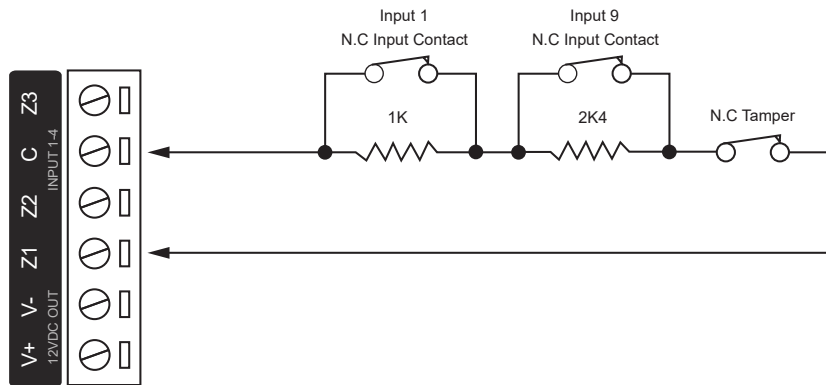 Input 1
N.C Input Contact
Input 9
N.C Input Contact
1K
2K4
N.C Tamper
Z3
C
Z2
Z1
V-
V+
INPUT 1-4
12VDC OUT